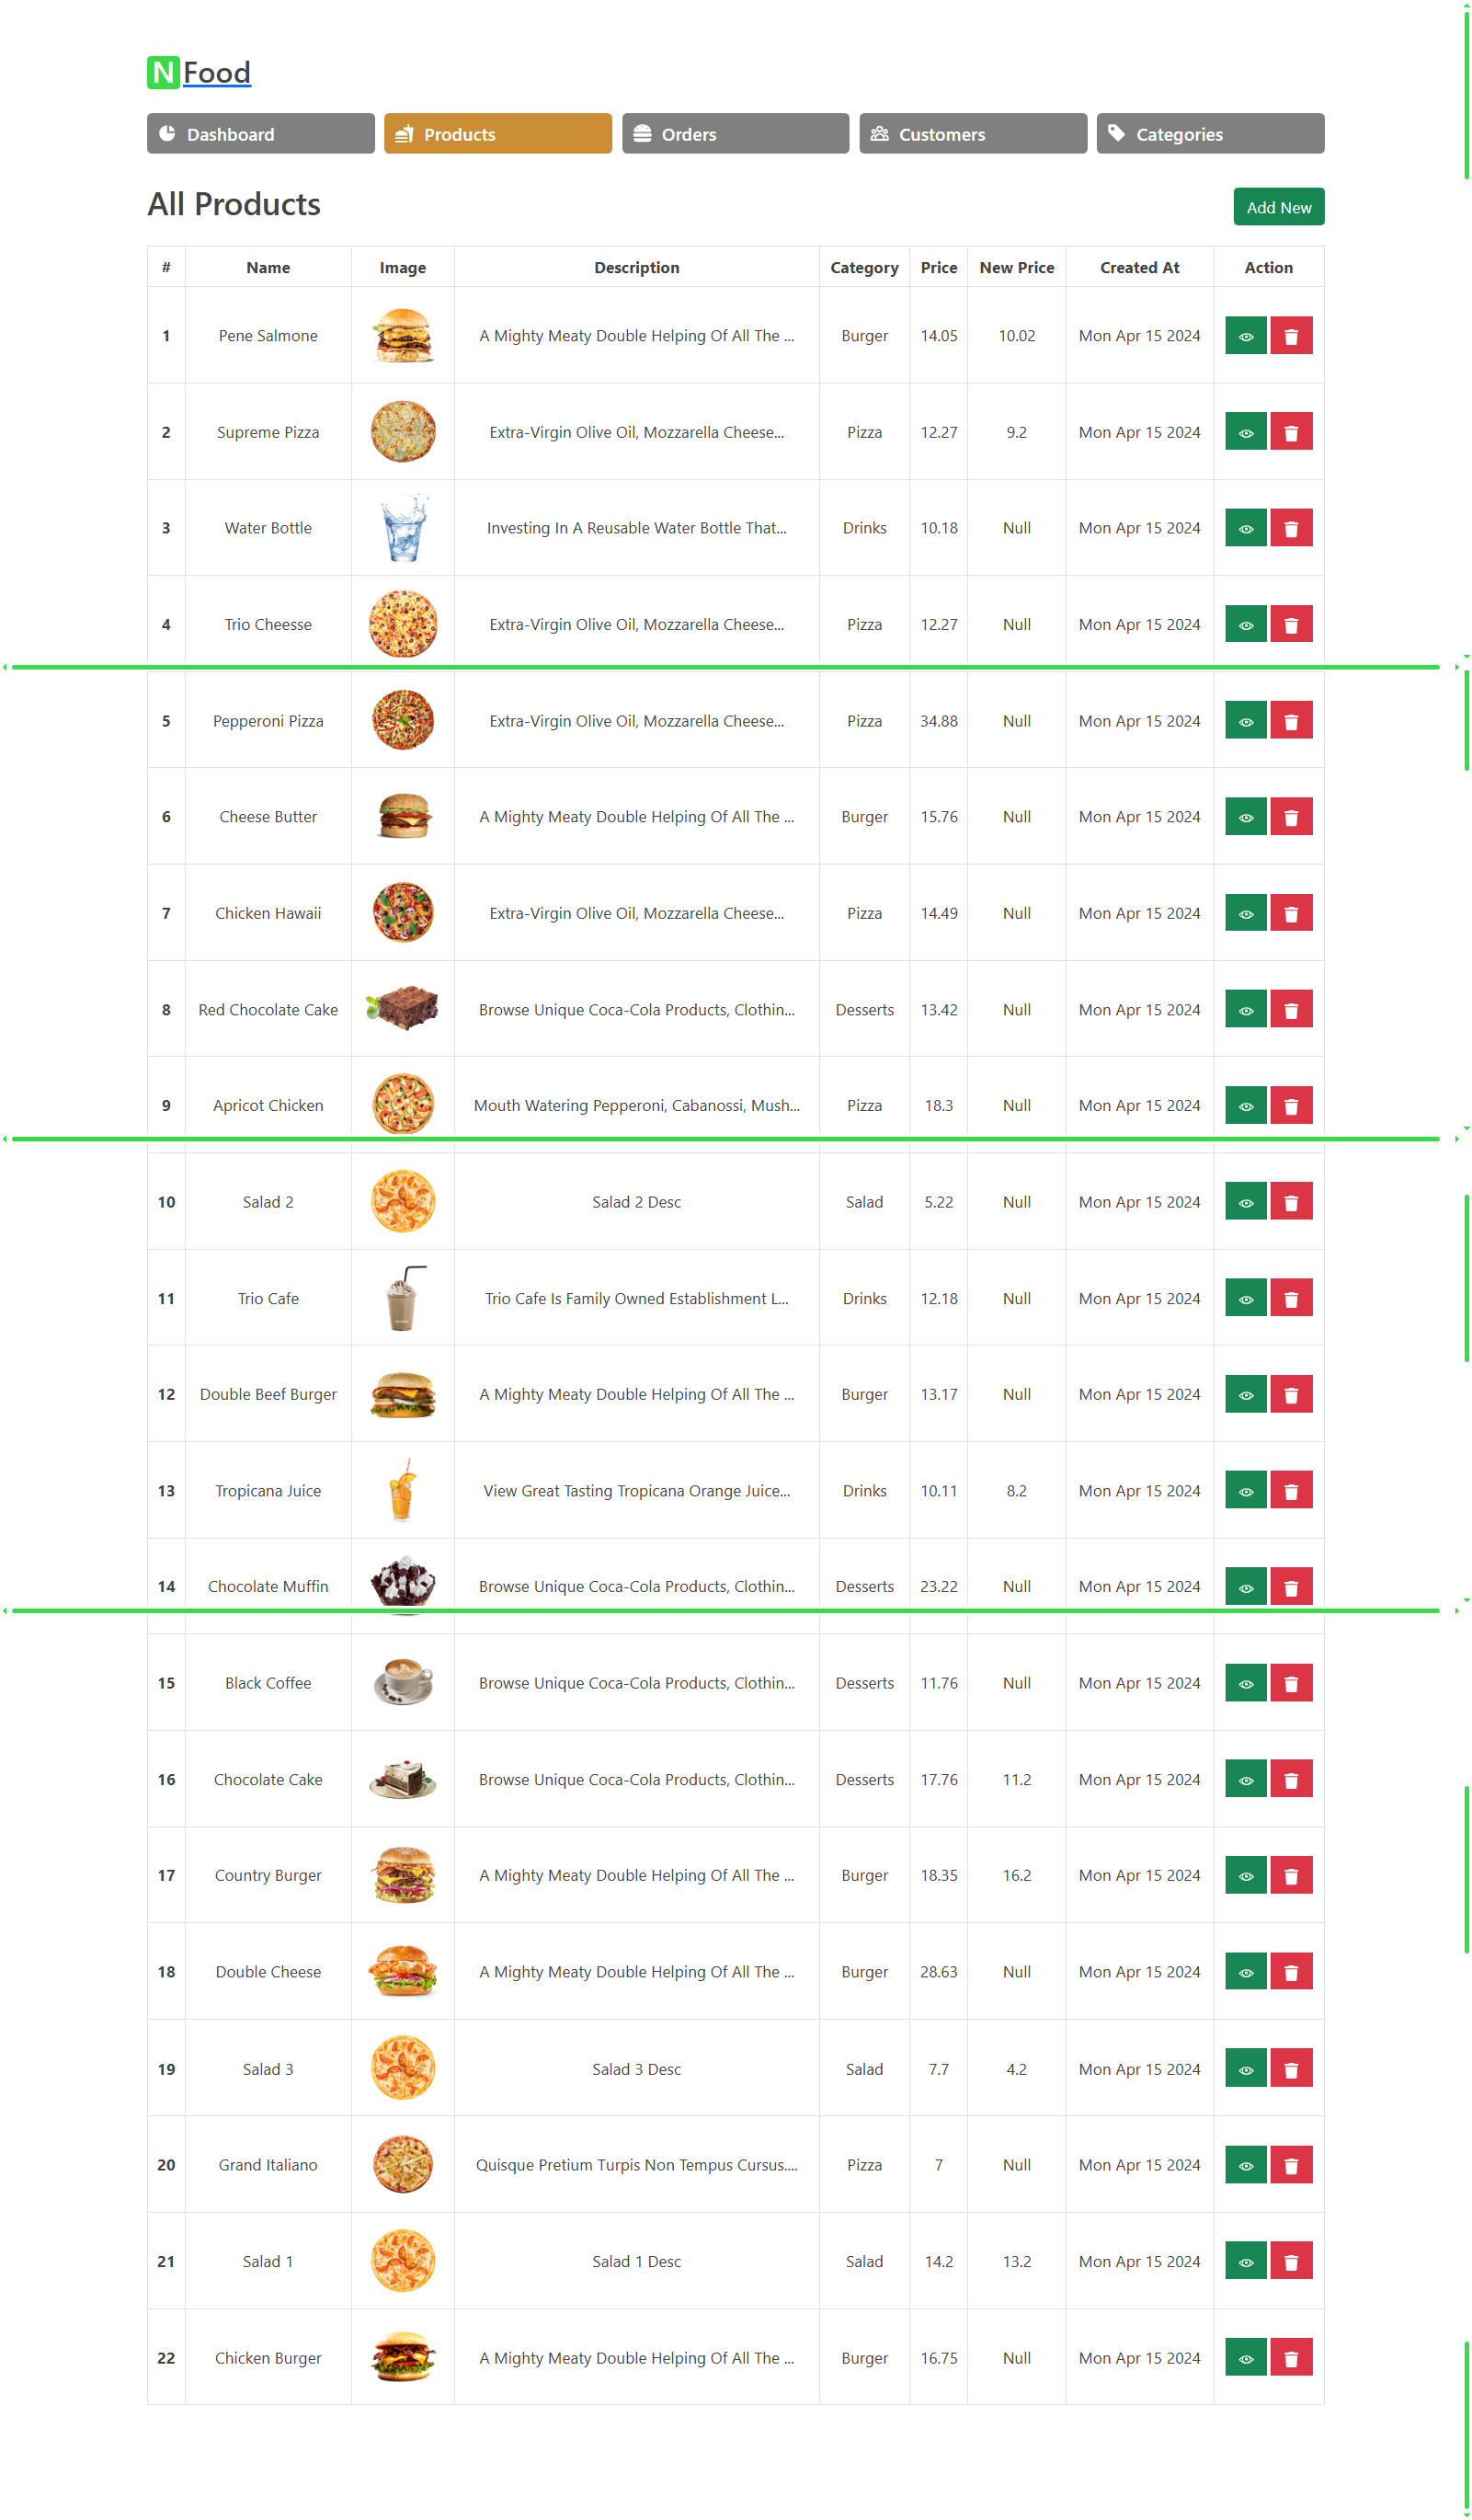 N Food
Dashboard Products Orders Customers Categories
All Products Add New
# Name Image Description Category Price New Price Created At Action
1 Pene Salmone A Mighty Meaty Double Helping Of All The ... Burger 14.05 10.02 Mon Apr 15 2024
2 Supreme Pizza Extra-Virgin Olive Oil, Mozzarella Cheese... Pizza 12.27 9.2 Mon Apr 15 2024
3 Water Bottle Investing In A Reusable Water Bottle That... Drinks 10.18 Null Mon Apr 15 2024
4 Trio Cheesse Extra-Virgin Olive Oil, Mozzarella Cheese... Pizza 12.27 Null Mon Apr 15 2024
5 Pepperoni Pizza Extra-Virgin Olive Oil, Mozzarella Cheese... Pizza 34.88 Null Mon Apr 15 2024
6 Cheese Butter A Mighty Meaty Double Helping Of All The ... Burger 15.76 Null Mon Apr 15 2024
7 Chicken Hawaii Extra-Virgin Olive Oil, Mozzarella Cheese... Pizza 14.49 Null Mon Apr 15 2024
8 Red Chocolate Cake Browse Unique Coca-Cola Products, Clothin... Desserts 13.42 Null Mon Apr 15 2024
9 Apricot Chicken Mouth Watering Pepperoni, Cabanossi, Mush... Pizza 18.3 Null Mon Apr 15 2024
10 Salad 2 Salad 2 Desc Salad 5.22 Null Mon Apr 15 2024
11 Trio Cafe Trio Cafe Is Family Owned Establishment L... Drinks 12.18 Null Mon Apr 15 2024
12 Double Beef Burger A Mighty Meaty Double Helping Of All The ... Burger 13.17 Null Mon Apr 15 2024
13 Tropicana Juice View Great Tasting Tropicana Orange Juice... Drinks 10.11 8.2 Mon Apr 15 2024
14 Chocolate Muffin Browse Unique Coca-Cola Products, Clothin... Desserts 23.22 Null Mon Apr 15 2024
15 Black Coffee Browse Unique Coca-Cola Products, Clothin... Desserts 11.76 Null Mon Apr 15 2024
16 Chocolate Cake Browse Unique Coca-Cola Products, Clothin... Desserts 17.76 11.2 Mon Apr 15 2024
17 Country Burger A Mighty Meaty Double Helping Of All The ... Burger 18.35 16.2 Mon Apr 15 2024
18 Double Cheese A Mighty Meaty Double Helping Of All The ... Burger 28.63 Null Mon Apr 15 2024
19 Salad 3 Salad 3 Desc Salad 7.7 4.2 Mon Apr 15 2024
20 Grand Italiano Quisque Pretium Turpis Non Tempus Cursus.... Pizza 7 Null Mon Apr 15 2024
21 Salad 1 Salad 1 Desc Salad 14.2 13.2 Mon Apr 15 2024
22 Chicken Burger A Mighty Meaty Double Helping Of All The ... Burger 16.75 Null Mon Apr 15 2024